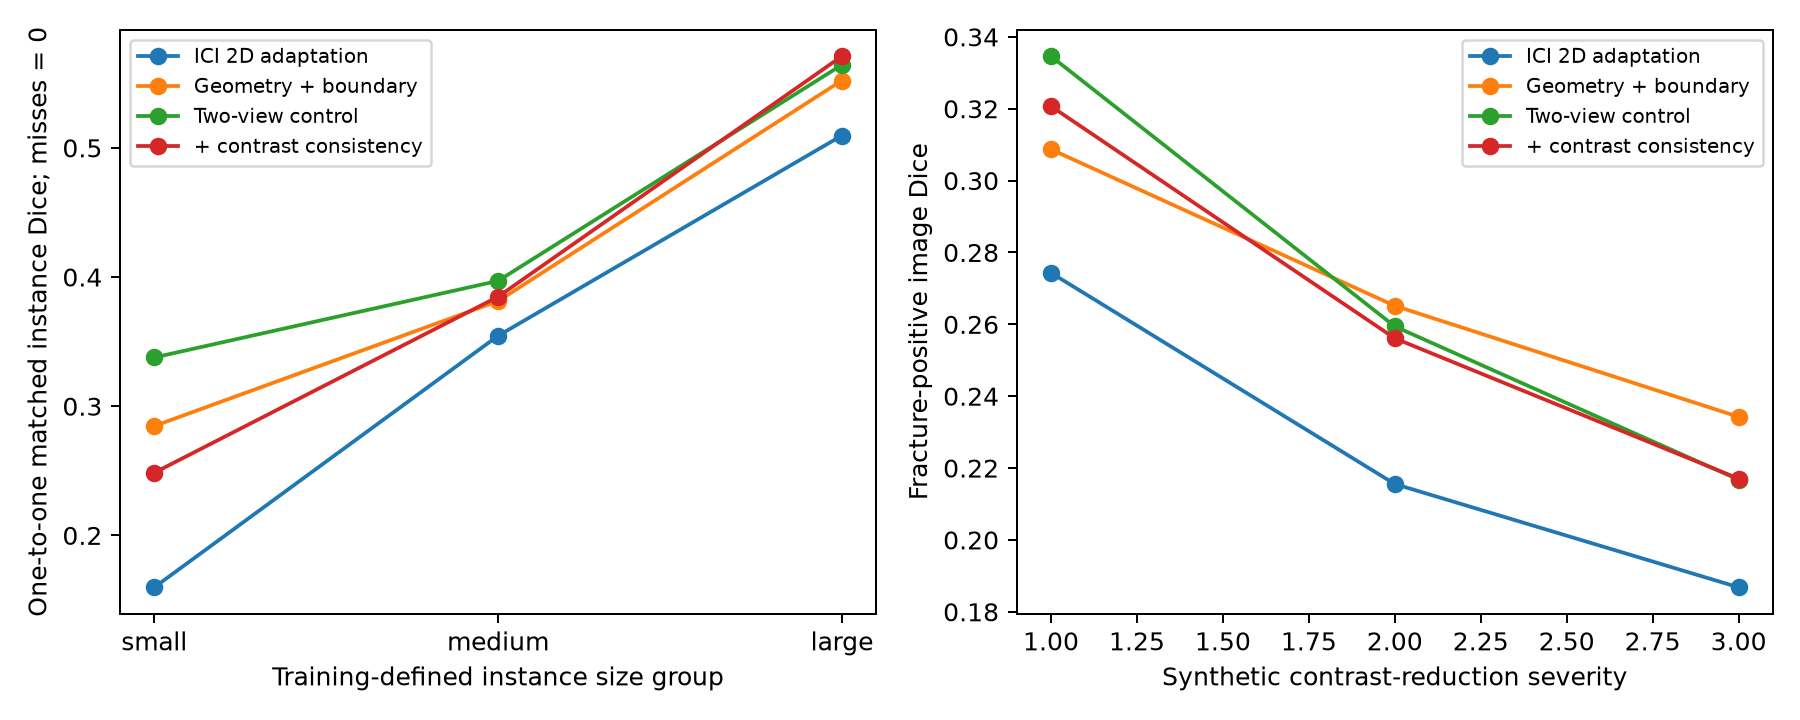 One-to-one matched instance Dice; misses = 0
ICI 2D adaptation
Geometry + boundary
Two-view control
+ contrast consistency
0.5
0.4
0.3
0.2
small medium large
Training-defined instance size group
Fracture-positive image Dice
ICI 2D adaptation
Geometry + boundary
Two-view control
+ contrast consistency
0.34
0.32
0.30
0.28
0.26
0.24
0.22
0.20
0.18
1.00 1.25 1.50 1.75 2.00 2.25 2.50 2.75 3.00
Synthetic contrast-reduction severity